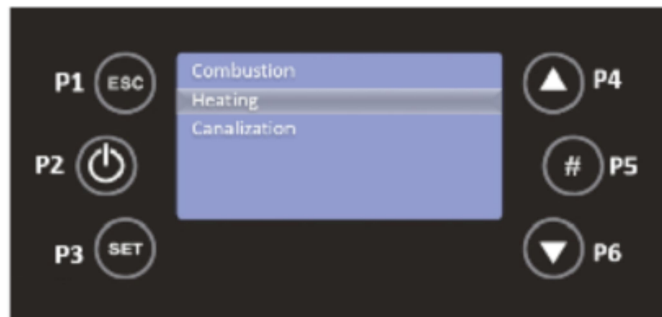 P1 ESC
Combustion
Heating
Canalization
P4
P2
# P5
P3 SET
P6